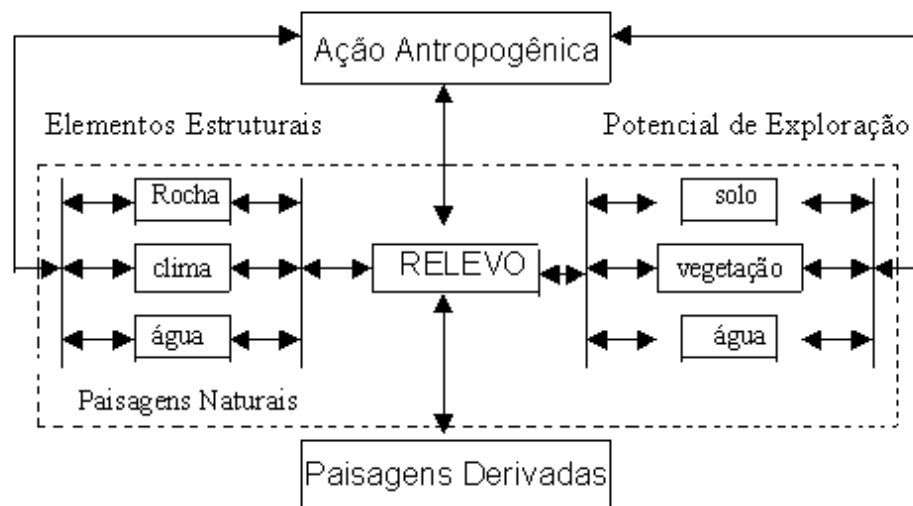 Ação Antropogênica
Elementos Estruturais
Potencial de Exploração
Rocha
solo
clima
RELEVO
vegetação
água
água
Paisagens Naturais
Paisagens Derivadas